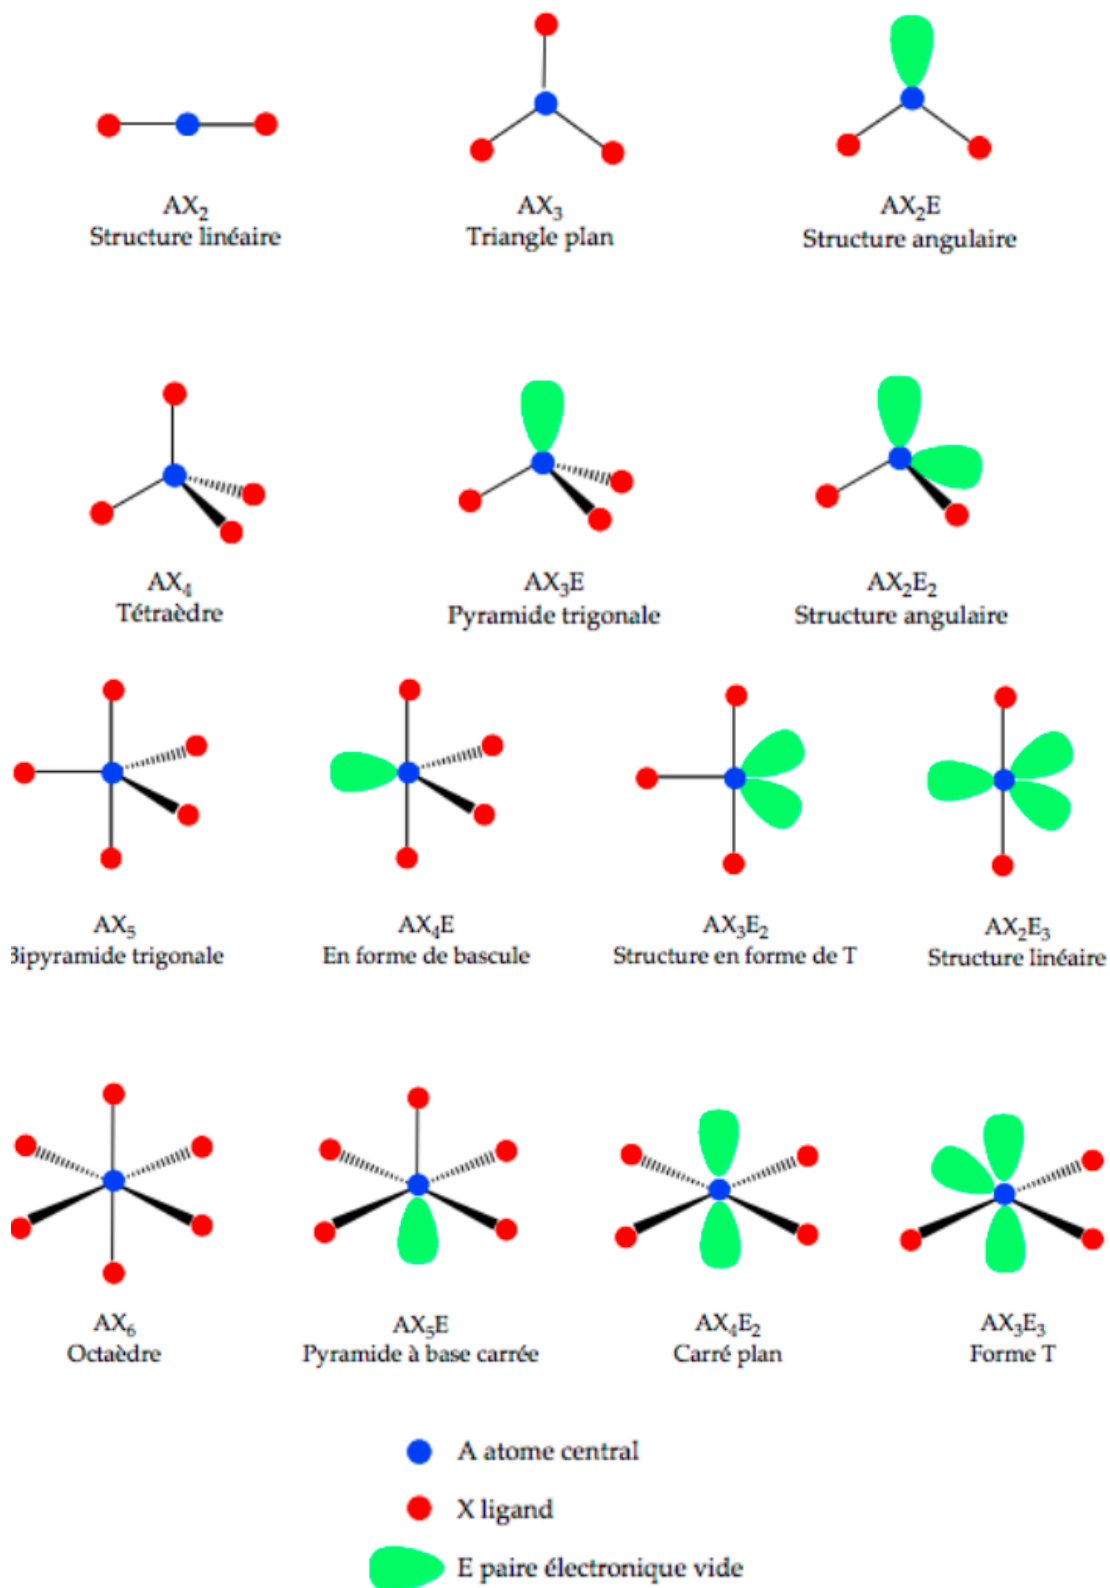 AX₂
Structure linéaire
AX₃
Triangle plan
AX₂E
Structure angulaire
AX₄
Tétraèdre
AX₃E
Pyramide trigonale
AX₂E₂
Structure angulaire
AX₅
Bipyramide trigonale
AX₄E
En forme de bascule
AX₃E₂
Structure en forme de T
AX₂E₃
Structure linéaire
AX₆
Octaèdre
AX₅E
Pyramide à base carrée
AX₄E₂
Carré plan
AX₃E₃
Forme T
A atome central
X ligand
E paire électronique vide